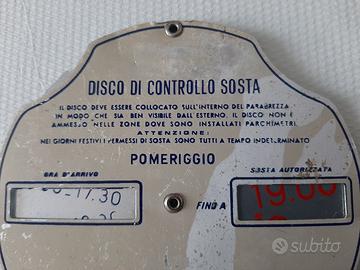 DISCO DI CONTROLLO SOSTA
IL DISCO DEVE ESSERE COLLOCATO SULL'INTERNO DEL PARABREZZA
IN MODO CHE SIA BEN VISIBILE DALL'ESTERNO. IL DISCO NON È
AMMESSO NELLE ZONE DOVE SONO INSTALLATI PARCHIMETRI.
ATTENZIONE:
NEI GIORNI FESTIVI I PERMESSI DI SOSTA SONO TUTTI A TEMPO INDETERMINATO
POMERIGGIO
ORA D'ARRIVO
SOSTA AUTORIZZATA
17.30
FINO A
19.00
subito